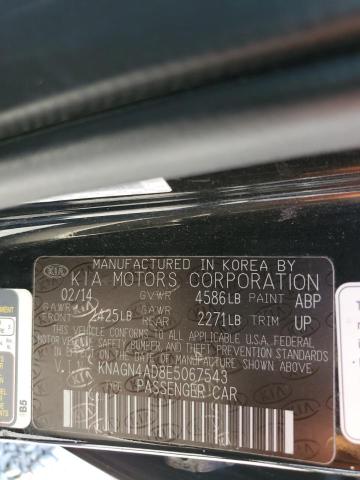 MANUFACTURED IN KOREA BY
KIA MOTORS CORPORATION
02/14 GVWR 4586LB PAINT ABP
GAWR FRONT 2425LB GAWR REAR 2271LB TRIM UP
THIS VEHICLE CONFORMS TO ALL APPLICABLE U.S.A. FEDERAL
MOTOR VEHICLE SAFETY, BUMPER, AND THEFT PREVENTION
STANDARDS IN EFFECT ON THE DATE OF MANUFACTURE SHOWN ABOVE.
V.I.N: KNAGN4AD8E5067543
PASSENGER CAR
B5